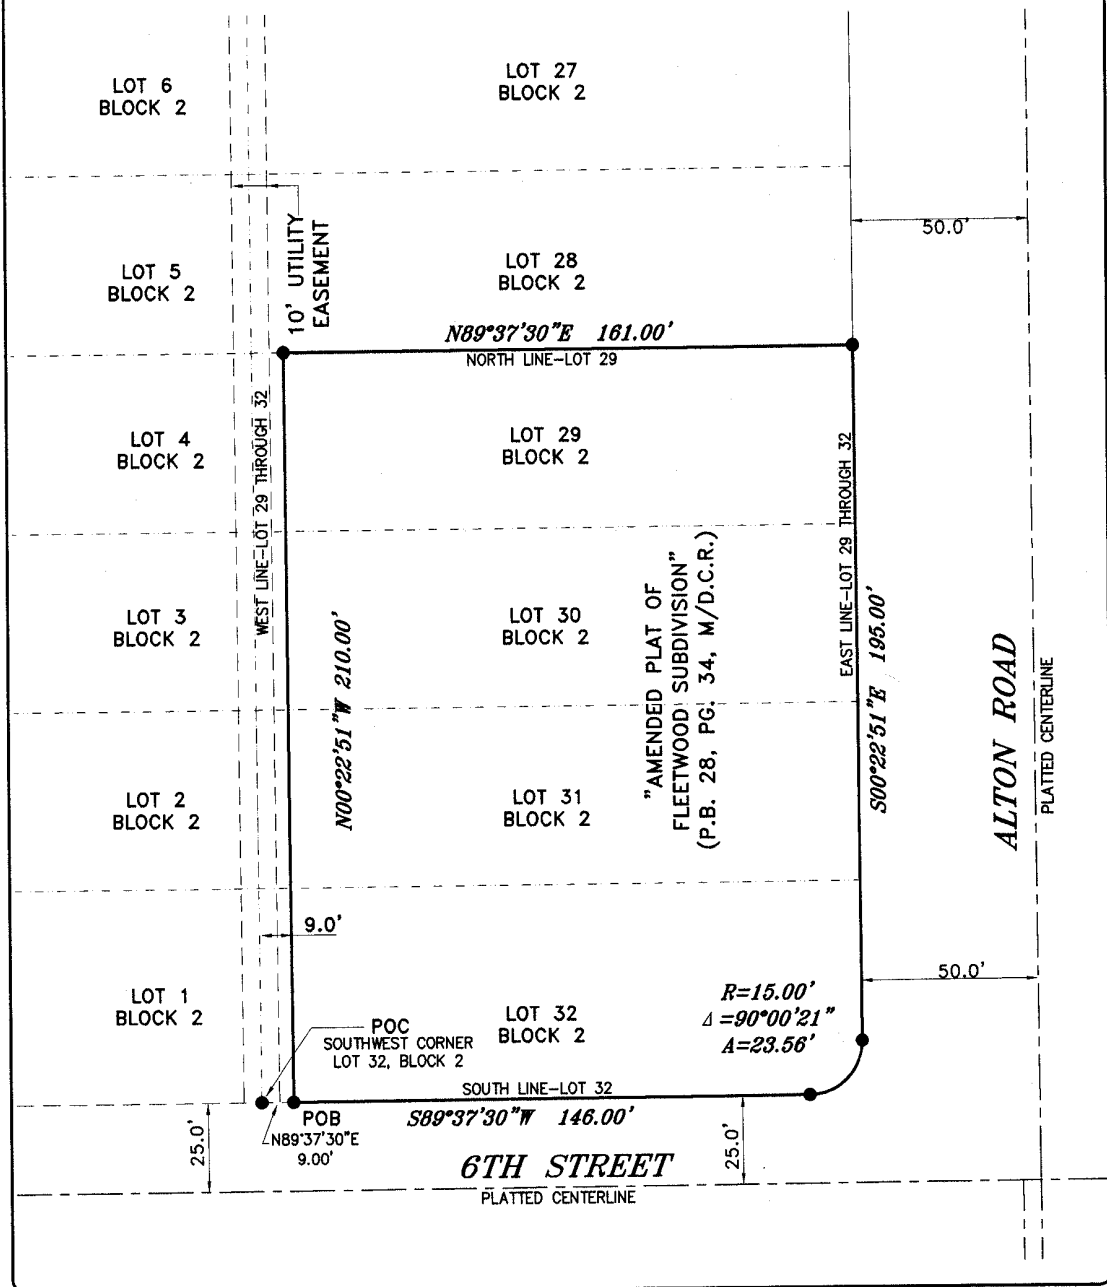 LOT 6
BLOCK 2
LOT 27
BLOCK 2
50.0'
10' UTILITY
EASEMENT
LOT 5
BLOCK 2
LOT 28
BLOCK 2
N89°37'30"E 161.00'
NORTH LINE-LOT 29
LOT 4
BLOCK 2
WEST LINE-LOT 29 THROUGH 32
LOT 29
BLOCK 2
EAST LINE-LOT 29 THROUGH 32
LOT 3
BLOCK 2
N00°22'51"W 210.00'
LOT 30
BLOCK 2
"AMENDED PLAT OF
FLEETWOOD SUBDIVISION"
(P.B. 28, PG. 34, M/D.C.R.)
S00°22'51"E 195.00'
ALTON ROAD
PLATTED CENTERLINE
LOT 2
BLOCK 2
LOT 31
BLOCK 2
9.0'
50.0'
LOT 1
BLOCK 2
POC
SOUTHWEST CORNER
LOT 32, BLOCK 2
LOT 32
BLOCK 2
R=15.00'
Δ=90°00'21"
A=23.56'
SOUTH LINE-LOT 32
POB
N89°37'30"E
9.00'
S89°37'30"W 146.00'
25.0'
25.0'
6TH STREET
PLATTED CENTERLINE